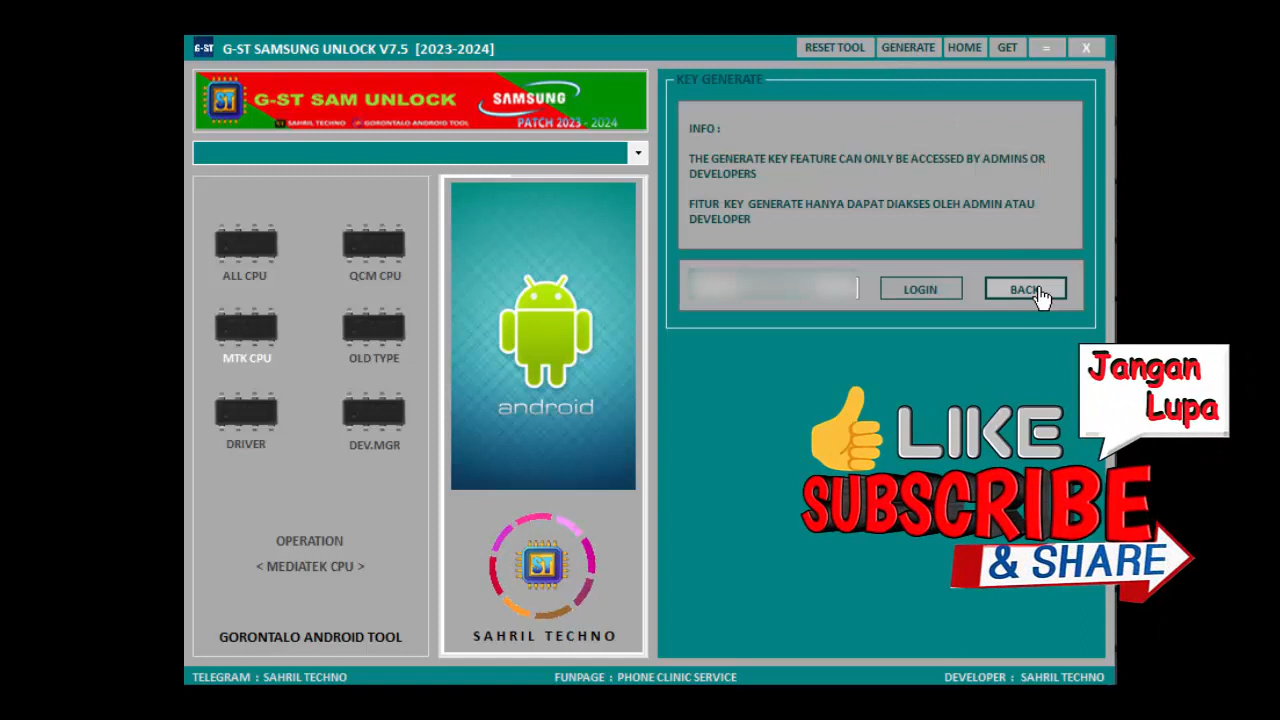 G-ST
G-ST SAMSUNG UNLOCK V7.5 [2023-2024]
RESET TOOL
GENERATE
HOME
GET
=
X
ST
G-ST SAM UNLOCK
SAMSUNG
SAHRIL TECHNO
GORONTALO ANDROID TOOL
PATCH 2023 - 2024
ALL CPU
QCM CPU
MTK CPU
OLD TYPE
DRIVER
DEV.MGR
OPERATION
< MEDIATEK CPU >
GORONTALO ANDROID TOOL
android
ST
SAHRIL TECHNO
KEY GENERATE
INFO :
THE GENERATE KEY FEATURE CAN ONLY BE ACCESSED BY ADMINS OR
DEVELOPERS
FITUR KEY GENERATE HANYA DAPAT DIAKSES OLEH ADMIN ATAU
DEVELOPER
LOGIN
BACK
Jangan
Lupa
LIKE
SUBSCRIBE
& SHARE
TELEGRAM : SAHRIL TECHNO
FUNPAGE : PHONE CLINIC SERVICE
DEVELOPER : SAHRIL TECHNO